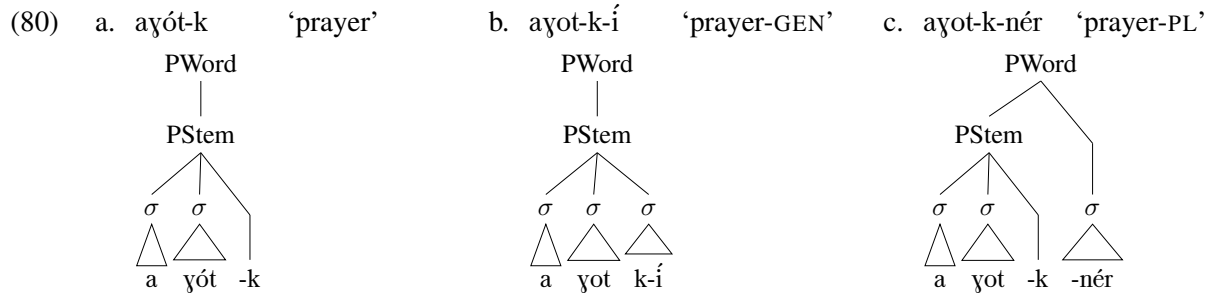 (80) a. aɣót-k ‘prayer’ b. aɣot-k-í ‘prayer-GEN’ c. aɣot-k-nér ‘prayer-PL’
PWord PWord PWord
PStem PStem PStem
σ σ σ σ σ σ σ σ
a ɣót -k a ɣot k-í a ɣot -k -nér